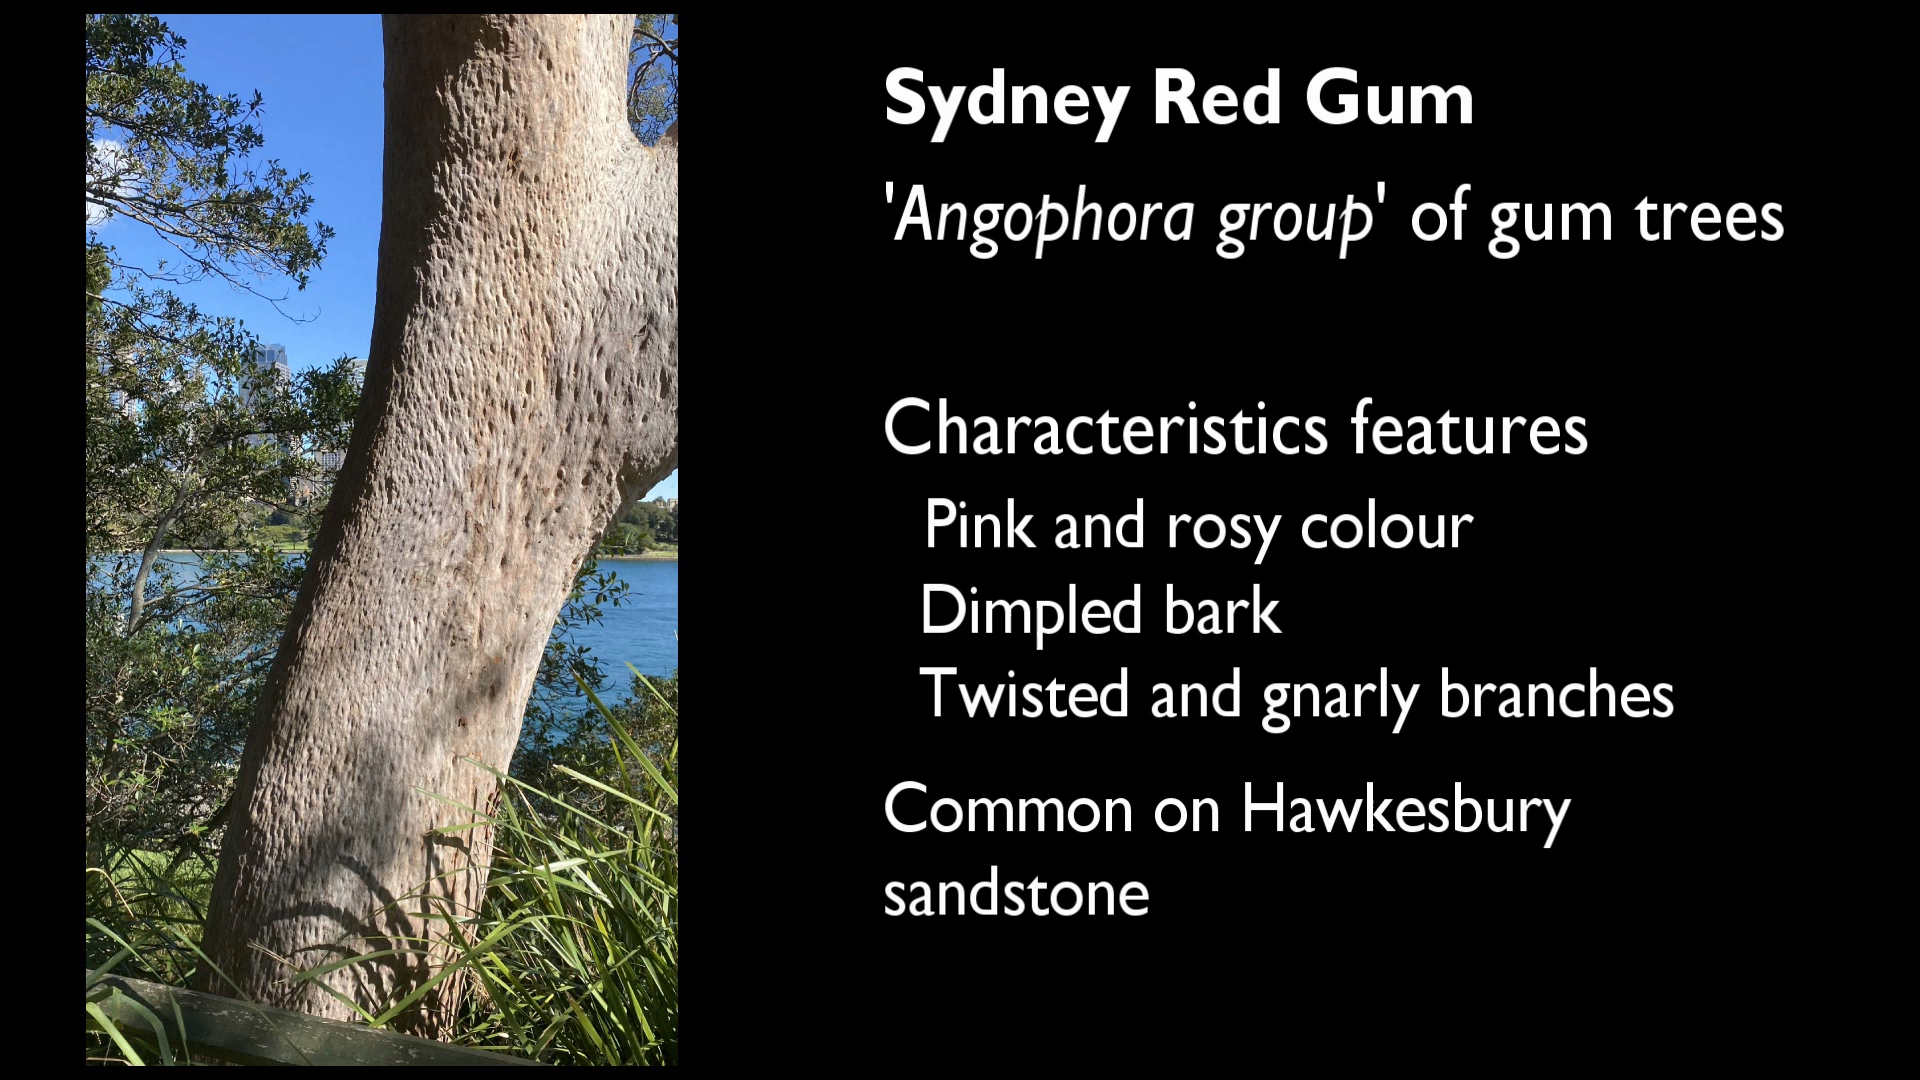 Sydney Red Gum
'Angophora group' of gum trees
Characteristics features
Pink and rosy colour
Dimpled bark
Twisted and gnarly branches
Common on Hawkesbury
sandstone